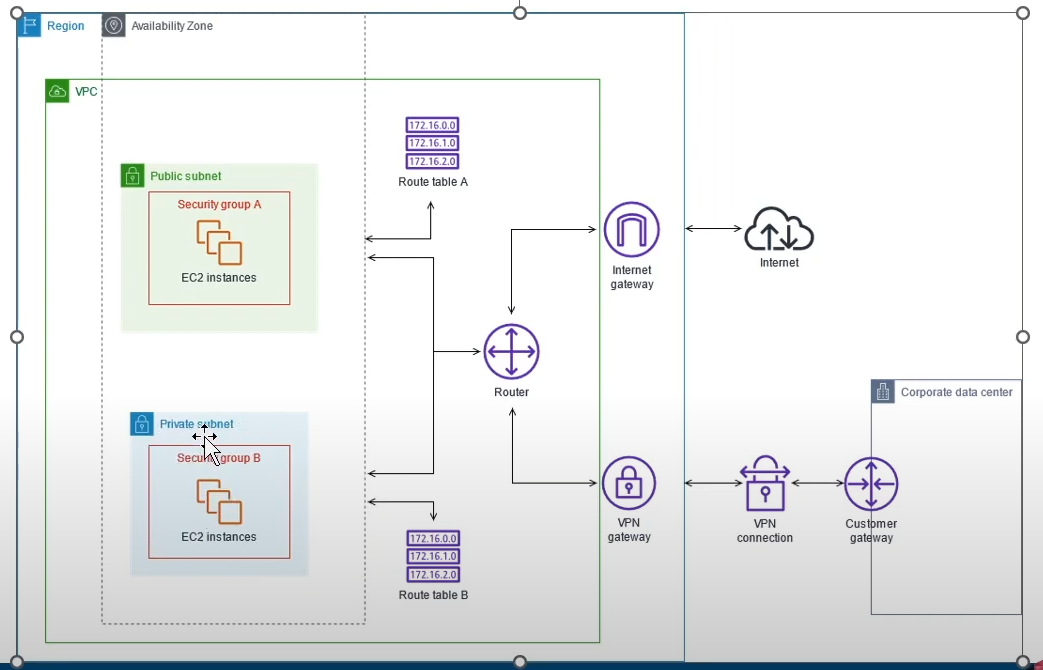 Region
Availability Zone
VPC
172.16.0.0
172.16.1.0
172.16.2.0
Route table A
Public subnet
Security group A
EC2 instances
Internet
gateway
Internet
Router
Corporate data center
Private subnet
Security group B
EC2 instances
VPN
gateway
VPN
connection
Customer
gateway
172.16.0.0
172.16.1.0
172.16.2.0
Route table B